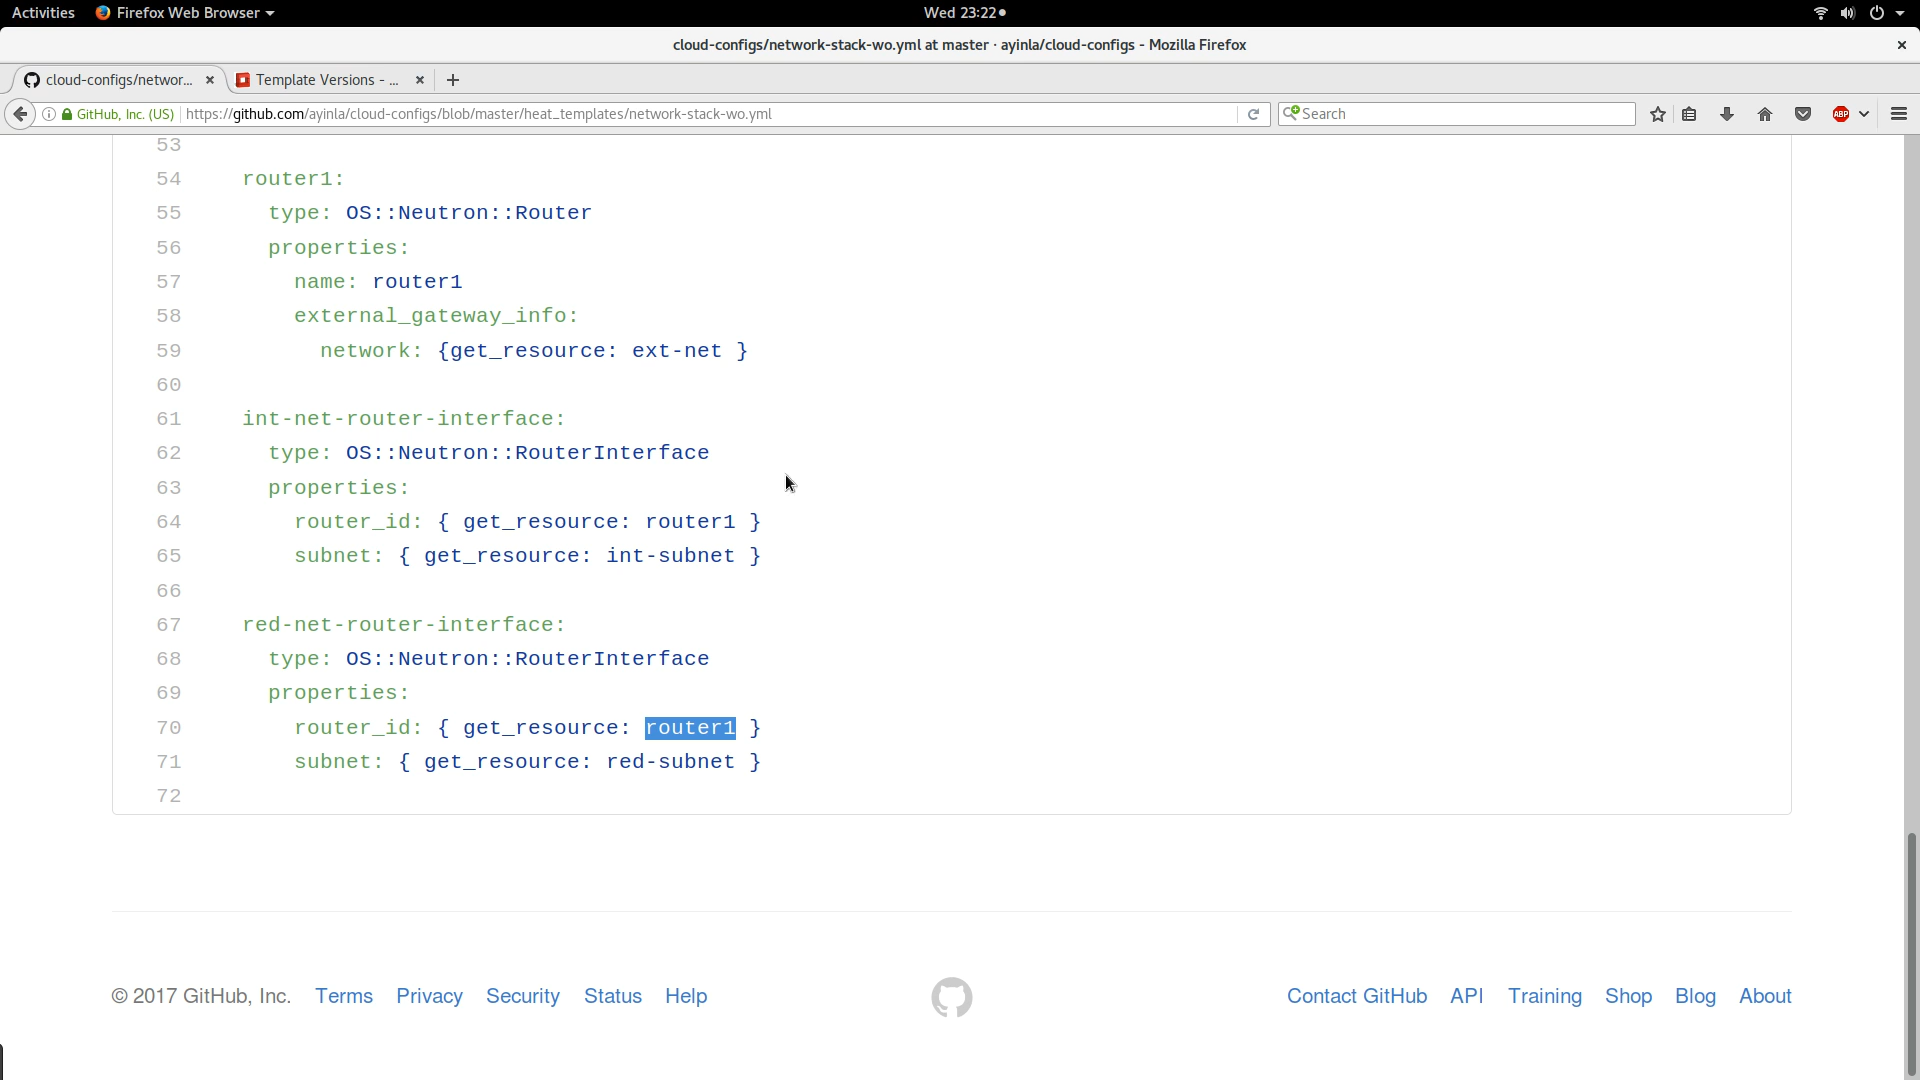 Activities Firefox Web Browser Wed 23:22
cloud-configs/network-stack-wo.yml at master · ayinla/cloud-configs - Mozilla Firefox
cloud-configs/networ... Template Versions - ...
GitHub, Inc. (US) https://github.com/ayinla/cloud-configs/blob/master/heat_templates/network-stack-wo.yml Search ABP
53
54 router1:
55 type: OS::Neutron::Router
56 properties:
57 name: router1
58 external_gateway_info:
59 network: {get_resource: ext-net }
60
61 int-net-router-interface:
62 type: OS::Neutron::RouterInterface
63 properties:
64 router_id: { get_resource: router1 }
65 subnet: { get_resource: int-subnet }
66
67 red-net-router-interface:
68 type: OS::Neutron::RouterInterface
69 properties:
70 router_id: { get_resource: router1 }
71 subnet: { get_resource: red-subnet }
72
© 2017 GitHub, Inc. Terms Privacy Security Status Help Contact GitHub API Training Shop Blog About